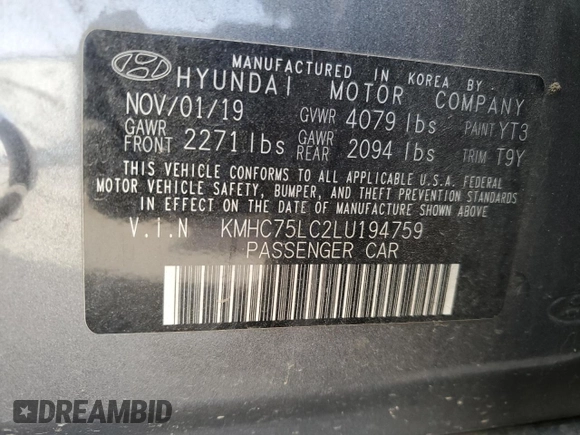 MANUFACTURED IN KOREA BY
HYUNDAI MOTOR COMPANY
NOV/01/19 GVWR 4079 lbs PAINT YT3
GAWR FRONT 2271 lbs GAWR REAR 2094 lbs TRIM T9Y
THIS VEHICLE CONFORMS TO ALL APPLICABLE U.S.A. FEDERAL
MOTOR VEHICLE SAFETY, BUMPER, AND THEFT PREVENTION STANDARDS
IN EFFECT ON THE DATE OF MANUFACTURE SHOWN ABOVE.
V.i.N KMHC75LC2LU194759
PASSENGER CAR
DREAMBID